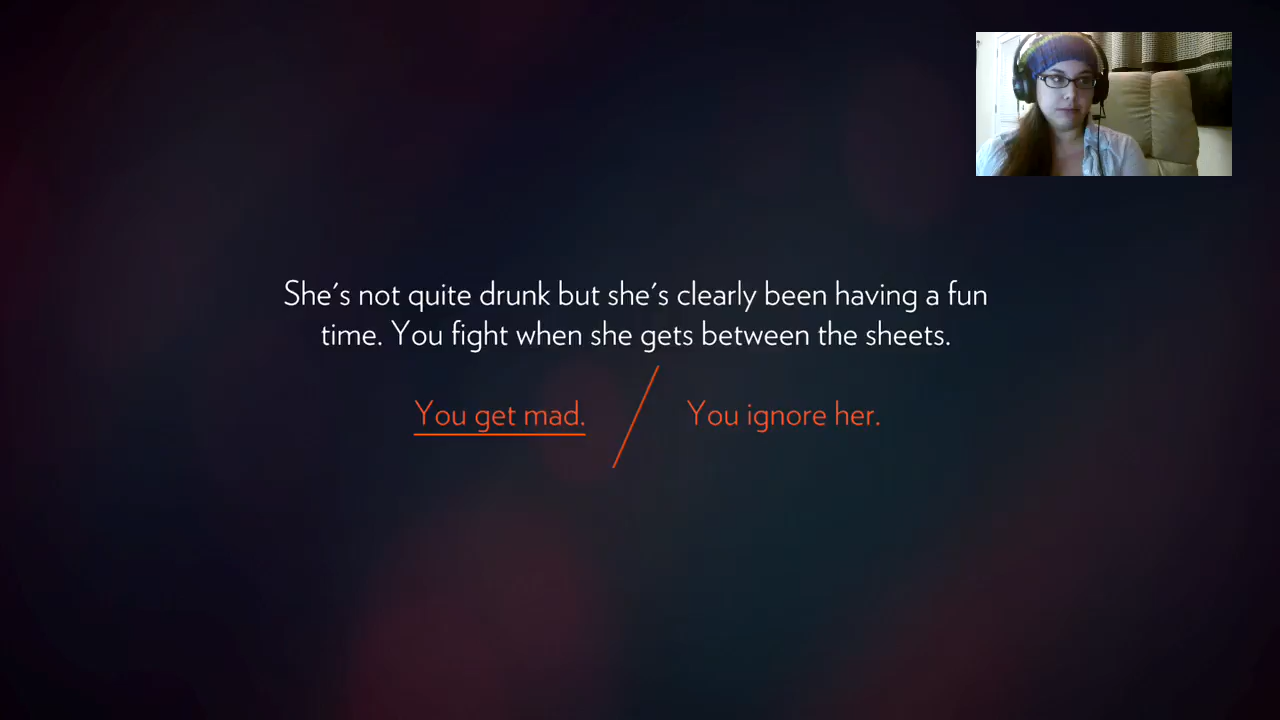 She's not quite drunk but she's clearly been having a fun
time. You fight when she gets between the sheets.
You get mad. / You ignore her.